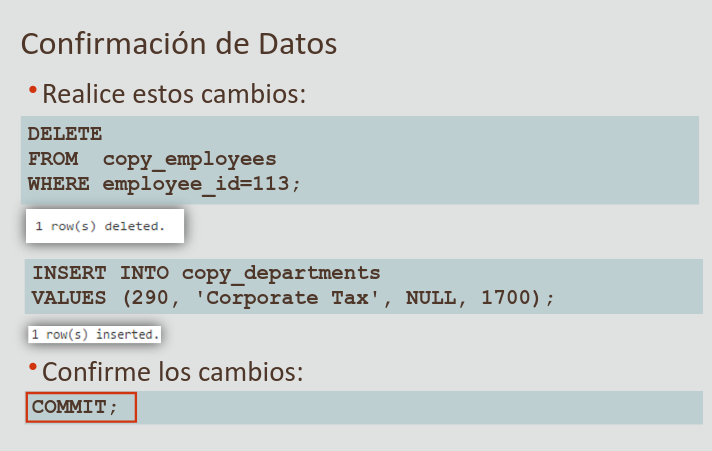 Confirmación de Datos
• Realice estos cambios:
DELETE
FROM  copy_employees
WHERE employee_id=113;
1 row(s) deleted.
INSERT INTO copy_departments
VALUES (290, 'Corporate Tax', NULL, 1700);
1 row(s) inserted.
• Confirme los cambios:
COMMIT;